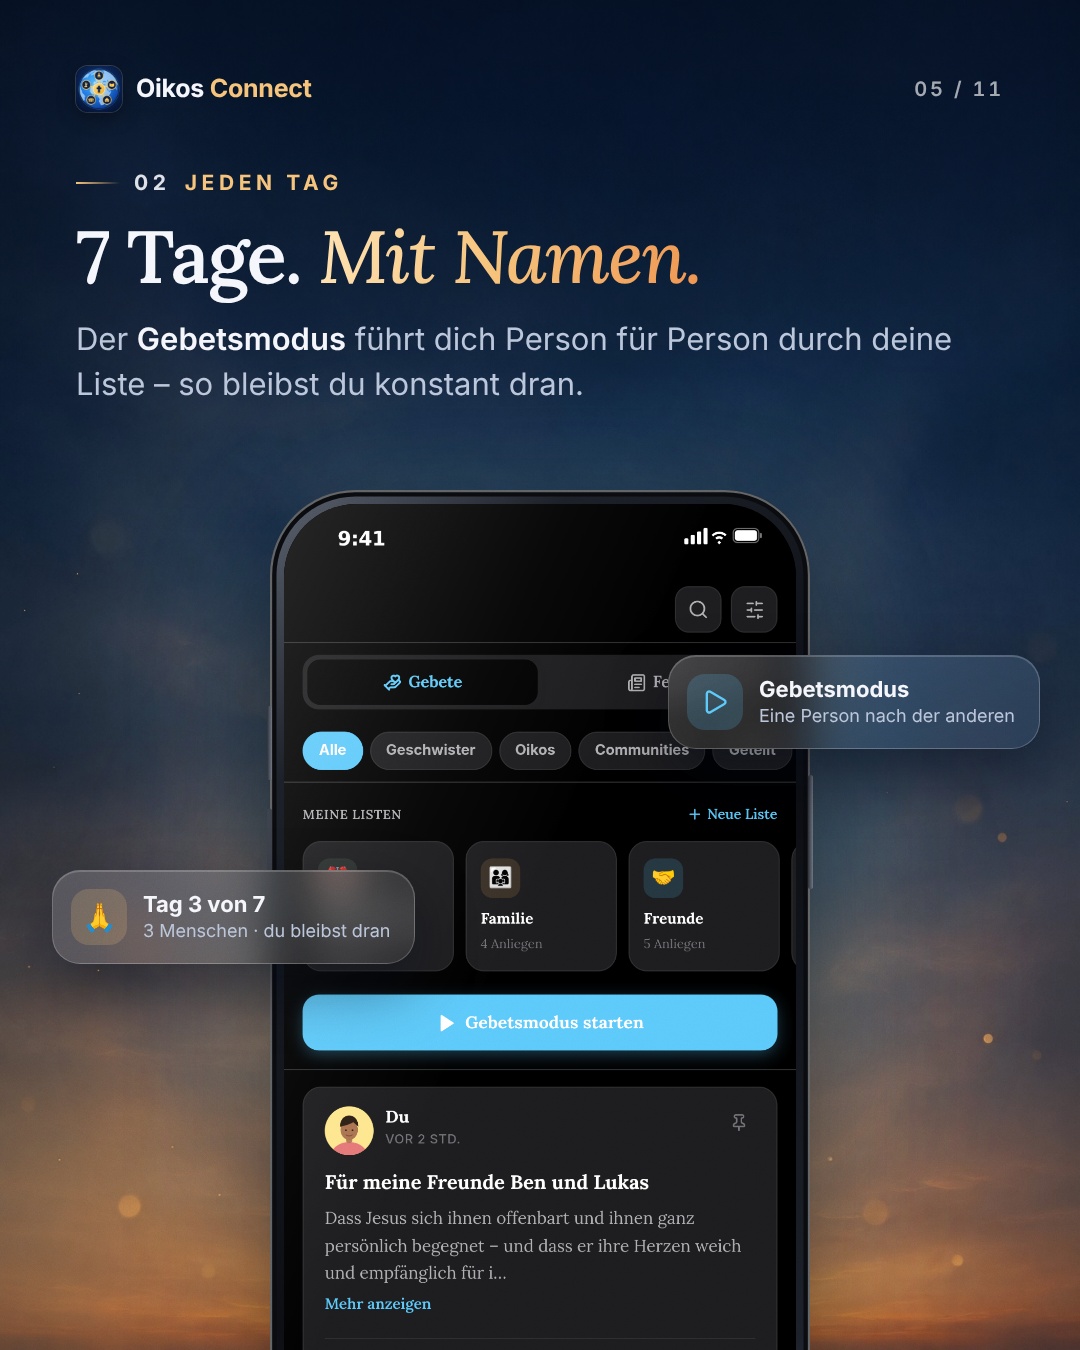 Oikos Connect
05 / 11
02 JEDEN TAG
7 Tage. Mit Namen.
Der Gebetsmodus führt dich Person für Person durch deine
Liste – so bleibst du konstant dran.
9:41
Gebete
Fe
Gebetsmodus
Eine Person nach der anderen
Alle
Geschwister
Oikos
Communities
Geteilt
MEINE LISTEN
+ Neue Liste
Tag 3 von 7
3 Menschen · du bleibst dran
Familie
4 Anliegen
Freunde
5 Anliegen
Gebetsmodus starten
Du
VOR 2 STD.
Für meine Freunde Ben und Lukas
Dass Jesus sich ihnen offenbart und ihnen ganz
persönlich begegnet – und dass er ihre Herzen weich
und empfänglich für i...
Mehr anzeigen